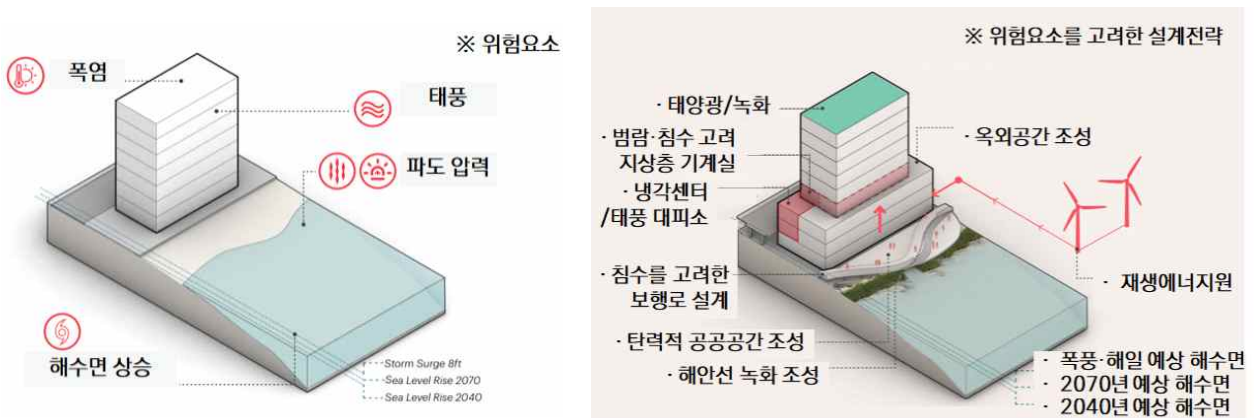 ※ 위험요소
폭염
태풍
파도 압력
해수면 상승
Storm Surge 8ft
Sea Level Rise 2070
Sea Level Rise 2040
※ 위험요소를 고려한 설계전략
· 태양광/녹화
· 범람·침수 고려
지상층 기계실
· 냉각센터
/태풍 대피소
· 옥외공간 조성
· 침수를 고려한
보행로 설계
· 재생에너지원
· 탄력적 공공공간 조성
· 해안선 녹화 조성
· 폭풍·해일 예상 해수면
· 2070년 예상 해수면
· 2040년 예상 해수면